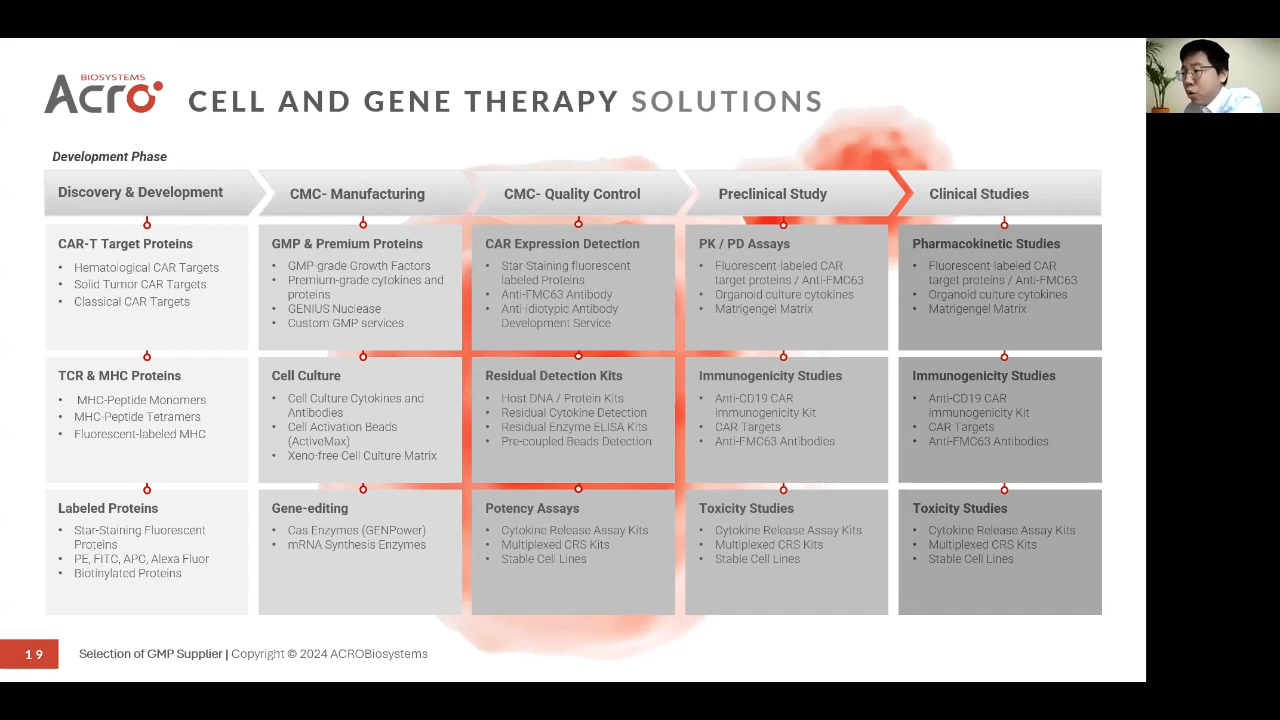 BIOSYSTEMS
Acro
CELL AND GENE THERAPY SOLUTIONS
Development Phase
Discovery & Development
CMC- Manufacturing
CMC- Quality Control
Preclinical Study
Clinical Studies
CAR-T Target Proteins
• Hematological CAR Targets
• Solid Tumor CAR Targets
• Classical CAR Targets
GMP & Premium Proteins
• GMP-grade Growth Factors
• Premium-grade cytokines and
proteins
• GENIUS Nuclease
• Custom GMP services
CAR Expression Detection
• Star-Staining fluorescent
labeled Proteins
• Anti-FMC63 Antibody
• Anti-idiotypic Antibody
Development Service
PK / PD Assays
• Fluorescent-labeled CAR
target proteins / Anti-FMC63
• Organoid culture cytokines
• Matrigengel Matrix
Pharmacokinetic Studies
• Fluorescent-labeled CAR
target proteins / Anti-FMC63
• Organoid culture cytokines
• Matrigengel Matrix
TCR & MHC Proteins
• MHC-Peptide Monomers
• MHC-Peptide Tetramers
• Fluorescent-labeled MHC
Cell Culture
• Cell Culture Cytokines and
Antibodies
• Cell Activation Beads
(ActiveMax)
• Xeno-free Cell Culture Matrix
Residual Detection Kits
• Host DNA / Protein Kits
• Residual Cytokine Detection
• Residual Enzyme ELISA Kits
• Pre-coupled Beads Detection
Immunogenicity Studies
• Anti-CD19 CAR
immunogenicity Kit
• CAR Targets
• Anti-FMC63 Antibodies
Immunogenicity Studies
• Anti-CD19 CAR
immunogenicity Kit
• CAR Targets
• Anti-FMC63 Antibodies
Labeled Proteins
• Star-Staining Fluorescent
Proteins
• PE, FITC, APC, Alexa Fluor
• Biotinylated Proteins
Gene-editing
• Cas Enzymes (GENPower)
• mRNA Synthesis Enzymes
Potency Assays
• Cytokine Release Assay Kits
• Multiplexed CRS Kits
• Stable Cell Lines
Toxicity Studies
• Cytokine Release Assay Kits
• Multiplexed CRS Kits
• Stable Cell Lines
Toxicity Studies
• Cytokine Release Assay Kits
• Multiplexed CRS Kits
• Stable Cell Lines
19
Selection of GMP Supplier | Copyright © 2024 ACROBiosystems